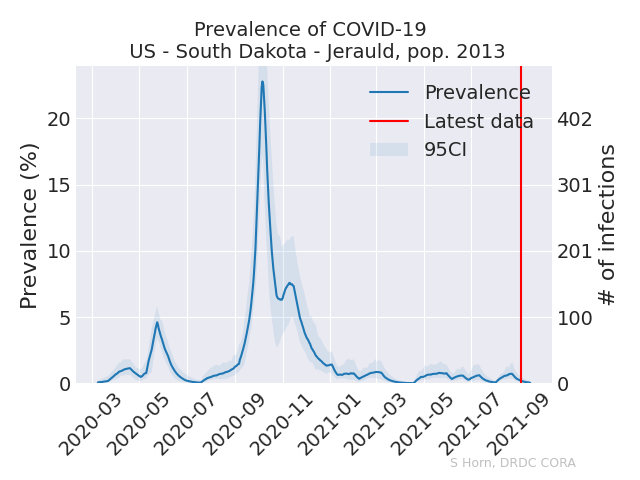 Prevalence of COVID-19
US - South Dakota - Jerauld, pop. 2013
Prevalence
Latest data
95CI
Prevalence (%)
20
15
10
5
0
402
301
201
100
0
# of infections
2020-03
2020-05
2020-07
2020-09
2020-11
2021-01
2021-03
2021-05
2021-07
2021-09
S Horn, DRDC CORA